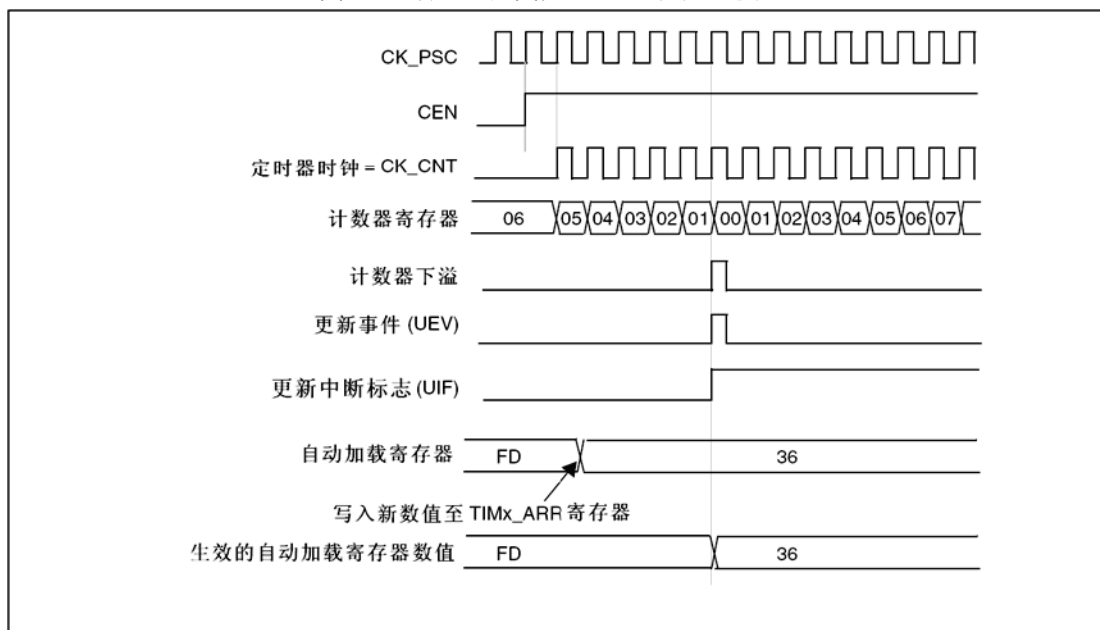 CK_PSC
CEN
定时器时钟 = CK_CNT
计数器寄存器 06 05 04 03 02 01 00 01 02 03 04 05 06 07
计数器下溢
更新事件 (UEV)
更新中断标志 (UIF)
自动加载寄存器 FD 36
写入新数值至 TIMx_ARR 寄存器
生效的自动加载寄存器数值 FD 36